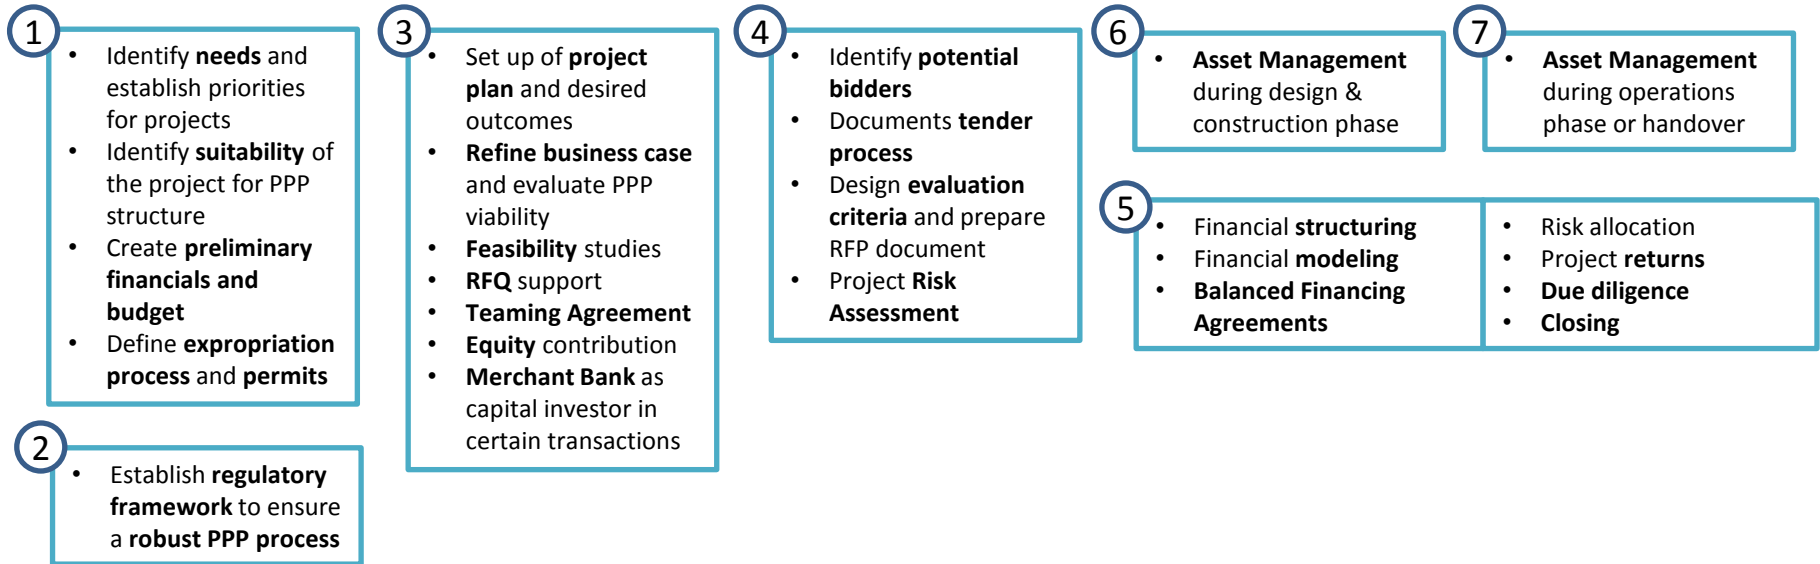 1
• Identify needs and
establish priorities
for projects
• Identify suitability of
the project for PPP
structure
• Create preliminary
financials and
budget
• Define expropriation
process and permits
2
• Establish regulatory
framework to ensure
a robust PPP process
3
• Set up of project
plan and desired
outcomes
• Refine business case
and evaluate PPP
viability
• Feasibility studies
• RFQ support
• Teaming Agreement
• Equity contribution
• Merchant Bank as
capital investor in
certain transactions
4
• Identify potential
bidders
• Documents tender
process
• Design evaluation
criteria and prepare
RFP document
• Project Risk
Assessment
6
• Asset Management
during design &
construction phase
7
• Asset Management
during operations
phase or handover
5
• Financial structuring
• Financial modeling
• Balanced Financing
Agreements
• Risk allocation
• Project returns
• Due diligence
• Closing